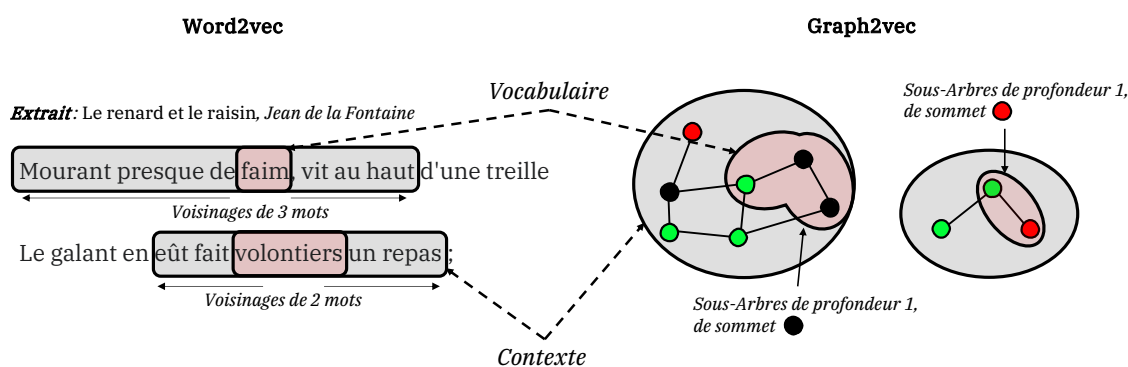 Word2vec
Graph2vec
Extrait : Le renard et le raisin, Jean de la Fontaine
Mourant presque de faim, vit au haut d'une treille
Voisinages de 3 mots
Le galant en eût fait volontiers un repas ;
Voisinages de 2 mots
Vocabulaire
Contexte
Sous-Arbres de profondeur 1,
de sommet
Sous-Arbres de profondeur 1,
de sommet